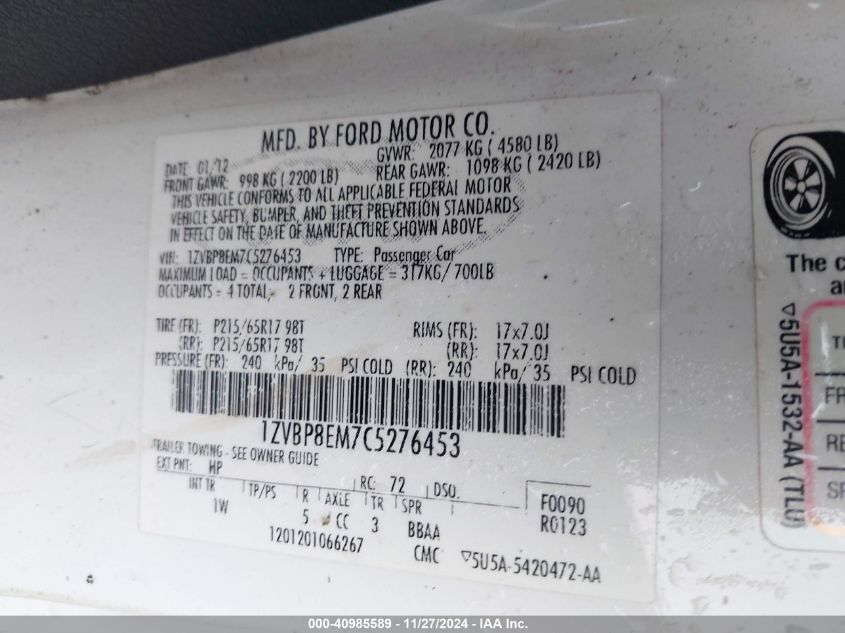 MFD. BY FORD MOTOR CO.
DATE: 01/12 GVWR: 2077 KG ( 4580 LB)
FRONT GAWR: 998 KG ( 2200 LB) REAR GAWR: 1098 KG ( 2420 LB)
THIS VEHICLE CONFORMS TO ALL APPLICABLE FEDERAL MOTOR
VEHICLE SAFETY, BUMPER, AND THEFT PREVENTION STANDARDS
IN EFFECT ON THE DATE OF MANUFACTURE SHOWN ABOVE.
VIN: 1ZVBP8EM7C5276453 TYPE: Passenger Car
MAXIMUM LOAD = OCCUPANTS + LUGGAGE = 317KG/ 700LB
OCCUPANTS = 4 TOTAL, 2 FRONT, 2 REAR
TIRE (FR): P215/65R17 98T RIMS (FR): 17x7.0J
(RR): P215/65R17 98T (RR): 17x7.0J
PRESSURE (FR): 240 kPa/ 35 PSI COLD (RR): 240 kPa/ 35 PSI COLD
1ZVBP8EM7C5276453
TRAILER TOWING - SEE OWNER GUIDE
EXT PNT: HP RC: 72 DSO:
INT TR TP/PS R AXLE TR SPR F0090
1W 5 CC 3 BBAA R0123
1201201066267 CMC ▽5U5A-5420472-AA
The c
a
▽5U5A-1532-AA (TLU)
TI
FR
RE
SP
000-40985589 - 11/27/2024 - IAA Inc.